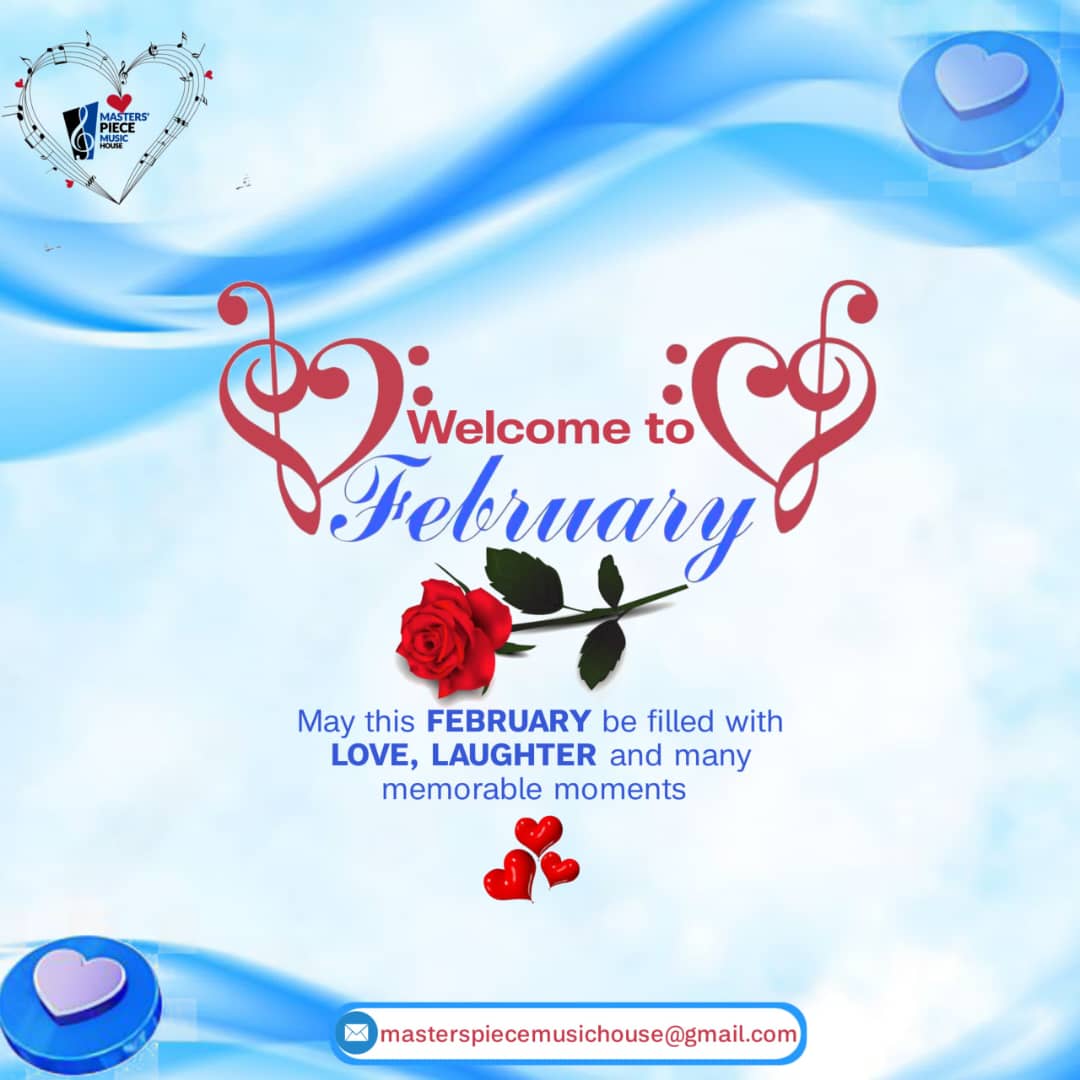 MASTERS'
PIECE
MUSIC
HOUSE
Welcome to
February
May this FEBRUARY be filled with
LOVE, LAUGHTER and many
memorable moments
masterspiecemusichouse@gmail.com